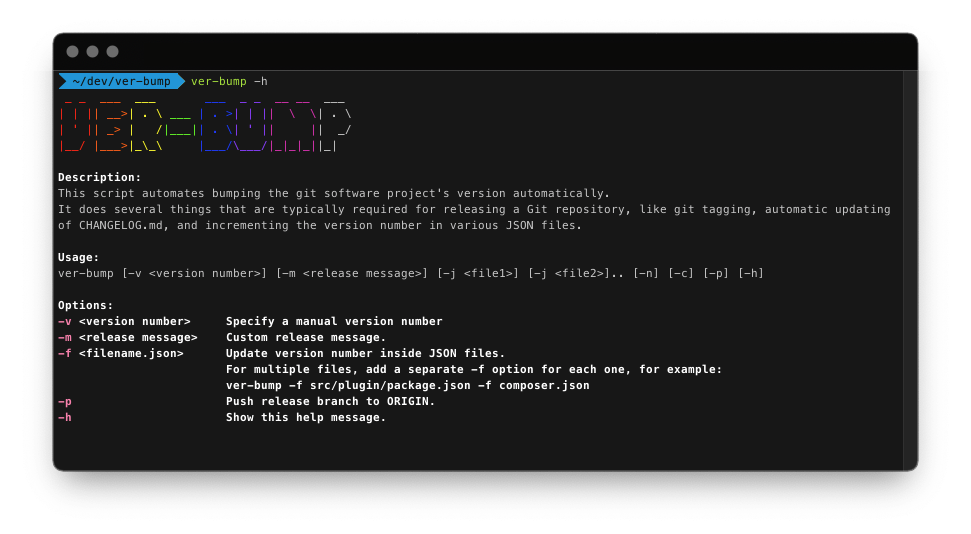 ~/dev/ver-bump ver-bump -h
 _ _  ___  ___       ___  _ _  __ __  ___
| | || __>| . \ ___ | . >| | ||  \  \| . \
| ' || _> |   /|___|| . \| ' ||     ||  _/
|__/ |___>|_\_\     |___/\___/|_|_|_||_|
Description:
This script automates bumping the git software project's version automatically.
It does several things that are typically required for releasing a Git repository, like git tagging, automatic updating
of CHANGELOG.md, and incrementing the version number in various JSON files.
Usage:
ver-bump [-v <version number>] [-m <release message>] [-j <file1>] [-j <file2>].. [-n] [-c] [-p] [-h]
Options:
-v <version number> Specify a manual version number
-m <release message> Custom release message.
-f <filename.json> Update version number inside JSON files.
For multiple files, add a separate -f option for each one, for example:
ver-bump -f src/plugin/package.json -f composer.json
-p Push release branch to ORIGIN.
-h Show this help message.